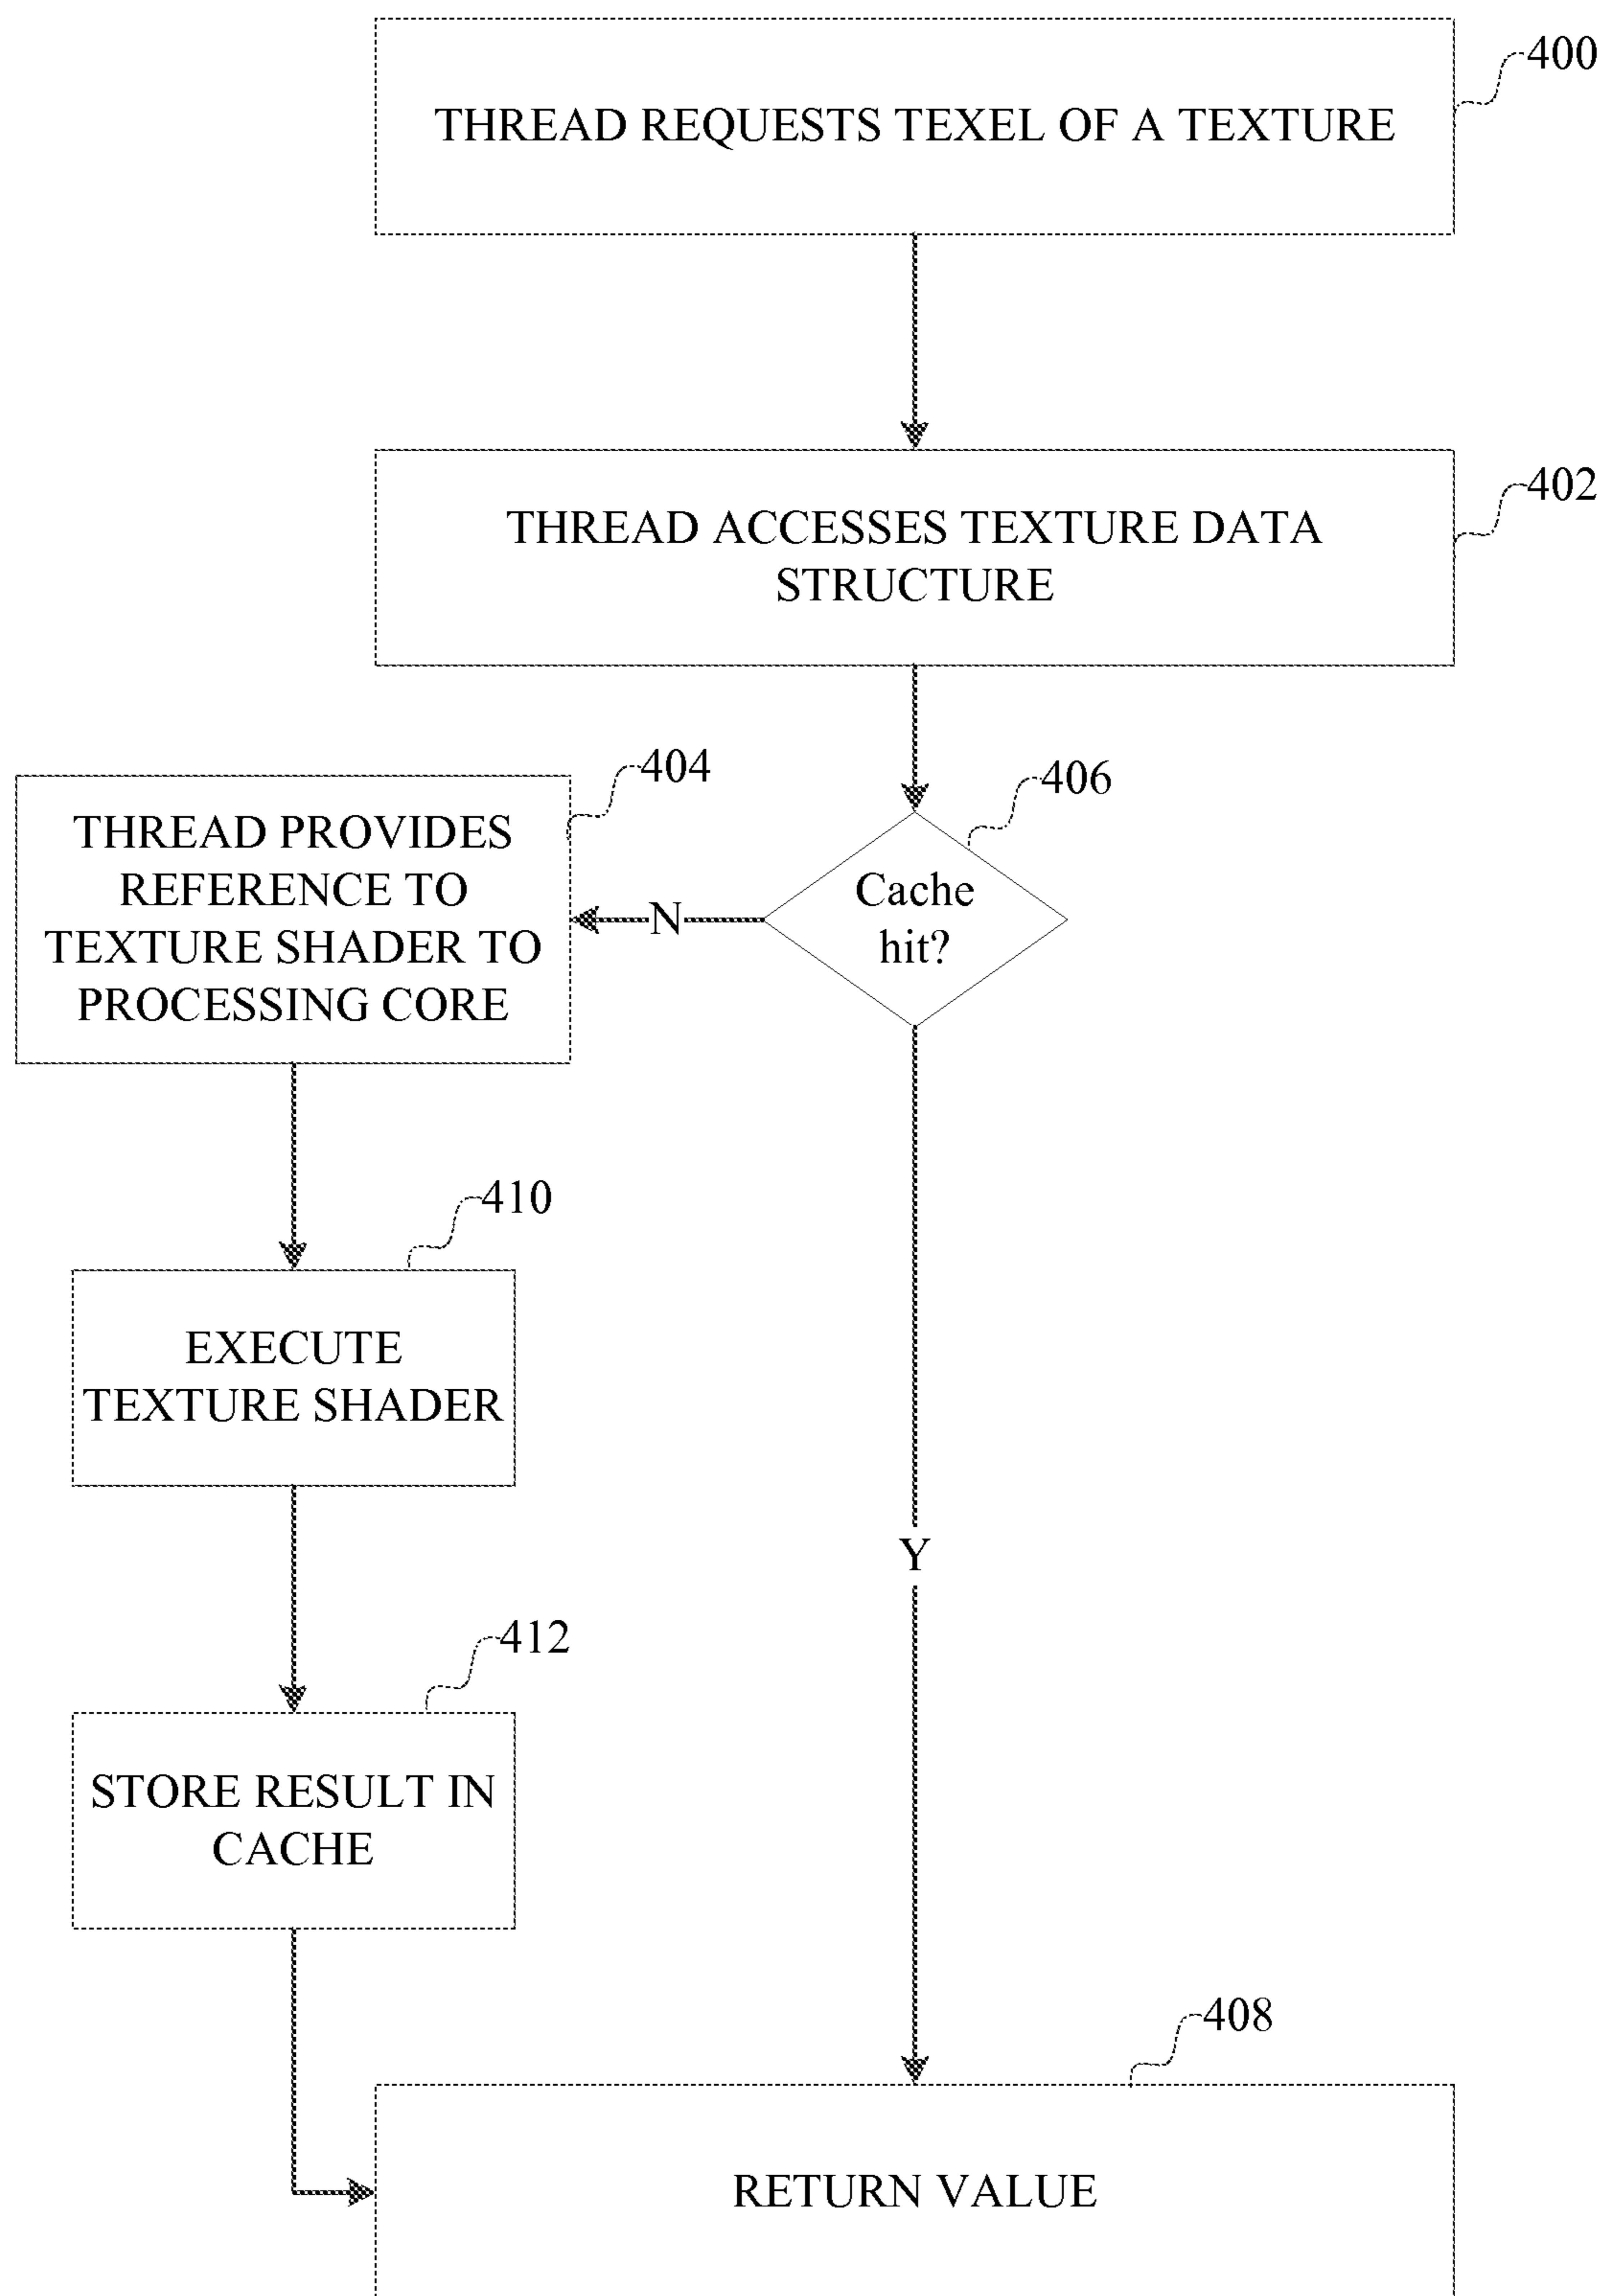 400
THREAD REQUESTS TEXEL OF A TEXTURE
402
THREAD ACCESSES TEXTURE DATA
STRUCTURE
404
406
THREAD PROVIDES
REFERENCE TO
TEXTURE SHADER TO
PROCESSING CORE
N
Cache
hit?
410
EXECUTE
TEXTURE SHADER
Y
412
STORE RESULT IN
CACHE
408
RETURN VALUE